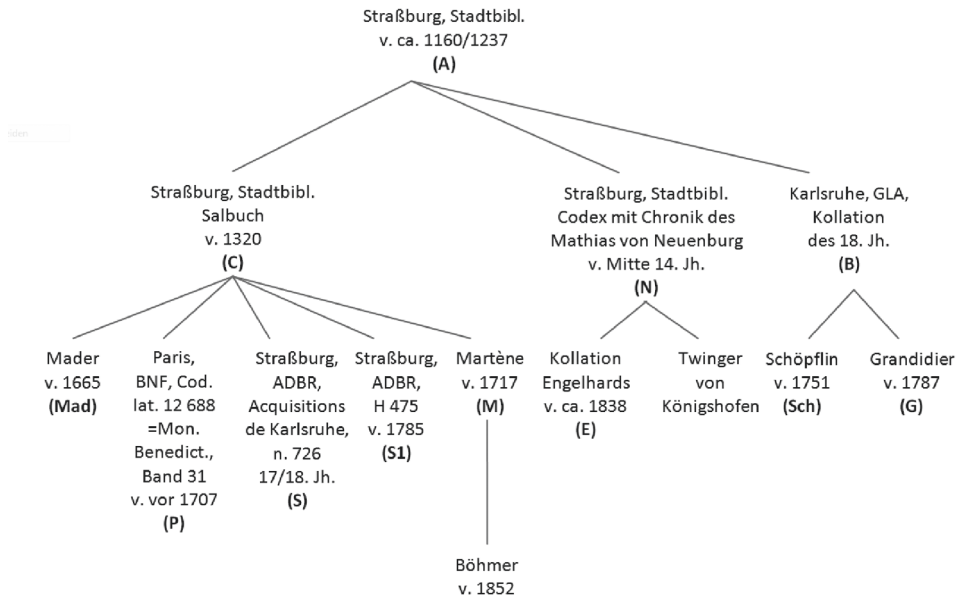 Straßburg, Stadtbibl.
v. ca. 1160/1237
(A)
Straßburg, Stadtbibl.
Salbuch
v. 1320
(C)
Straßburg, Stadtbibl.
Codex mit Chronik des
Mathias von Neuenburg
v. Mitte 14. Jh.
(N)
Karlsruhe, GLA,
Kollation
des 18. Jh.
(B)
Mader
v. 1665
(Mad)
Paris,
BNF, Cod.
lat. 12 688
=Mon.
Benedict.,
Band 31
v. vor 1707
(P)
Straßburg,
ADBR,
Acquisitions
de Karlsruhe,
n. 726
17/18. Jh.
(S)
Straßburg,
ADBR,
H 475
v. 1785
(S1)
Martène
v. 1717
(M)
Kollation
Engelhards
v. ca. 1838
(E)
Twinger
von
Königshofen
Schöpflin
v. 1751
(Sch)
Grandidier
v. 1787
(G)
Böhmer
v. 1852